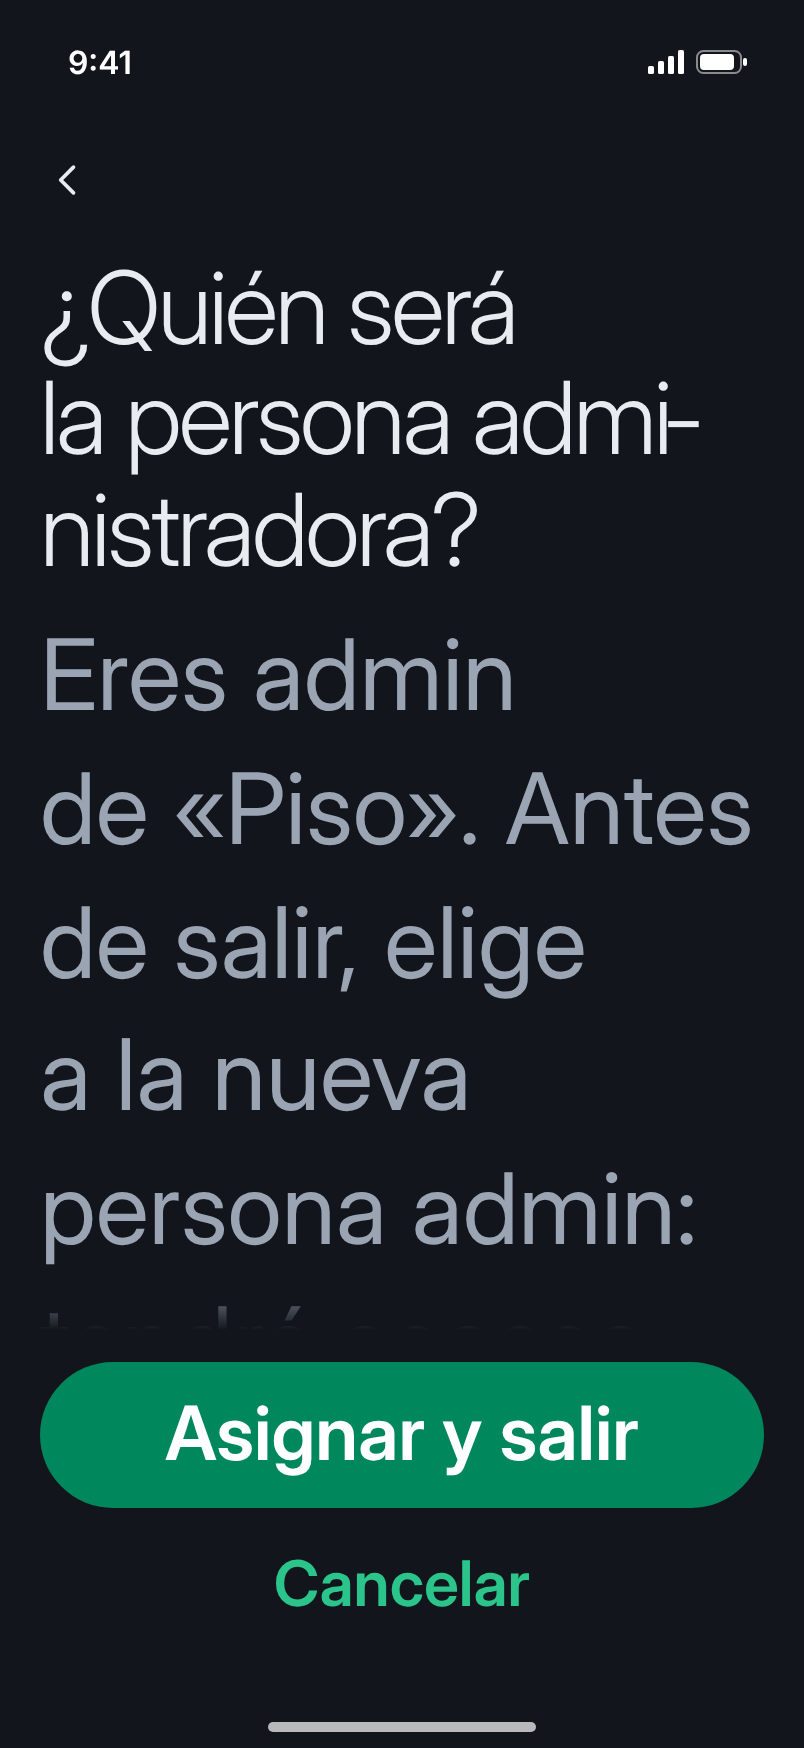 9:41
¿Quién será
la persona admi-
nistradora?
Eres admin
de «Piso». Antes
de salir, elige
a la nueva
persona admin:
Asignar y salir
Cancelar